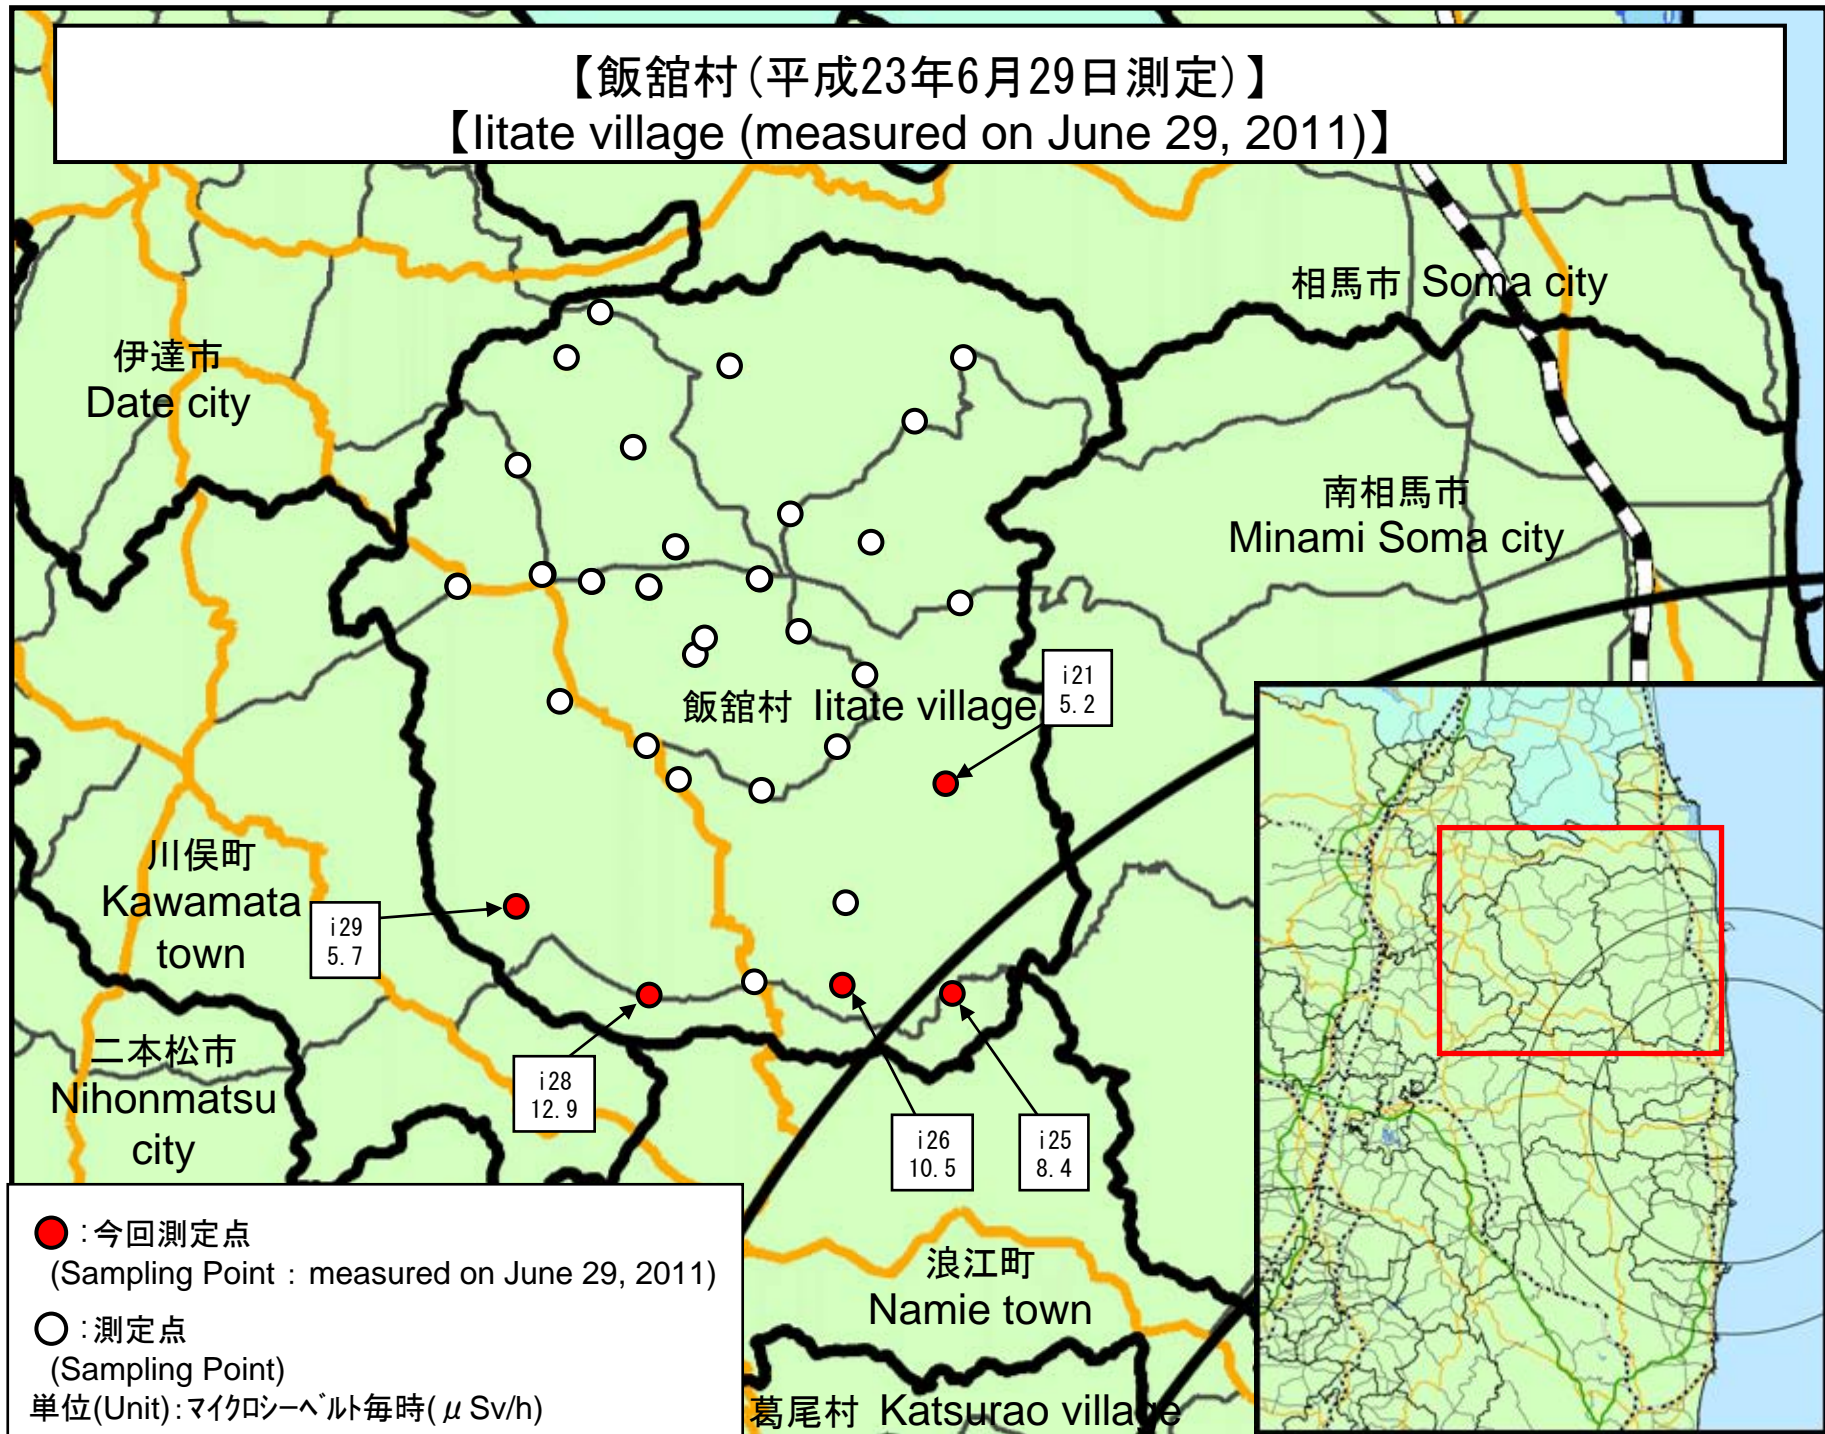 【飯舘村(平成23年6月29日測定)】
【Iitate village (measured on June 29, 2011)】
相馬市 Soma city
伊達市
Date city
南相馬市
Minami Soma city
i21
5.2
飯舘村 Iitate village
川俣町
Kawamata
town
i29
5.7
二本松市
Nihonmatsu
city
i28
12.9
i26
10.5
i25
8.4
浪江町
Namie town
葛尾村 Katsurao village
:今回測定点
(Sampling Point : measured on June 29, 2011)
:測定点
(Sampling Point)
単位(Unit):マイクロシーベルト毎時(μSv/h)